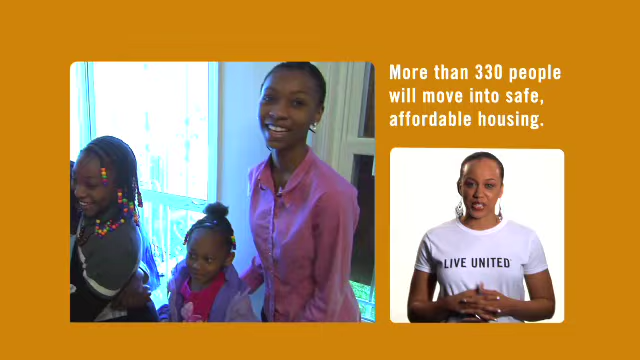 More than 330 people
will move into safe,
affordable housing.
LIVE UNITED